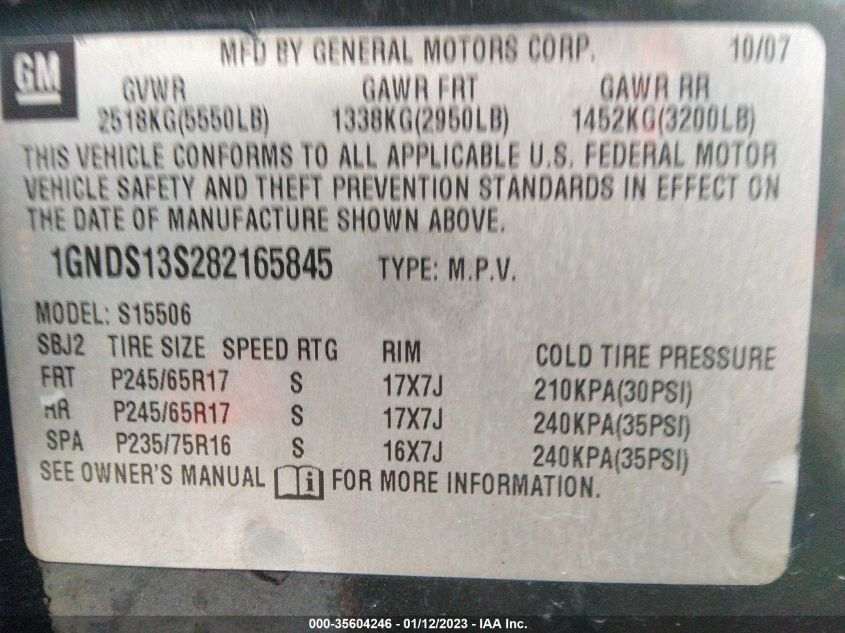 GM
MFD BY GENERAL MOTORS CORP. 10/07
GVWR GAWR FRT GAWR RR
2518KG(5550LB) 1338KG(2950LB) 1452KG(3200LB)
THIS VEHICLE CONFORMS TO ALL APPLICABLE U.S. FEDERAL MOTOR
VEHICLE SAFETY AND THEFT PREVENTION STANDARDS IN EFFECT ON
THE DATE OF MANUFACTURE SHOWN ABOVE.
1GNDS13S282165845 TYPE: M.P.V.
MODEL: S15506
SBJ2 TIRE SIZE SPEED RTG RIM COLD TIRE PRESSURE
FRT P245/65R17 S 17X7J 210KPA(30PSI)
RR P245/65R17 S 17X7J 240KPA(35PSI)
SPA P235/75R16 S 16X7J 240KPA(35PSI)
SEE OWNER'S MANUAL i FOR MORE INFORMATION.
000-35604246 - 01/12/2023 - IAA Inc.